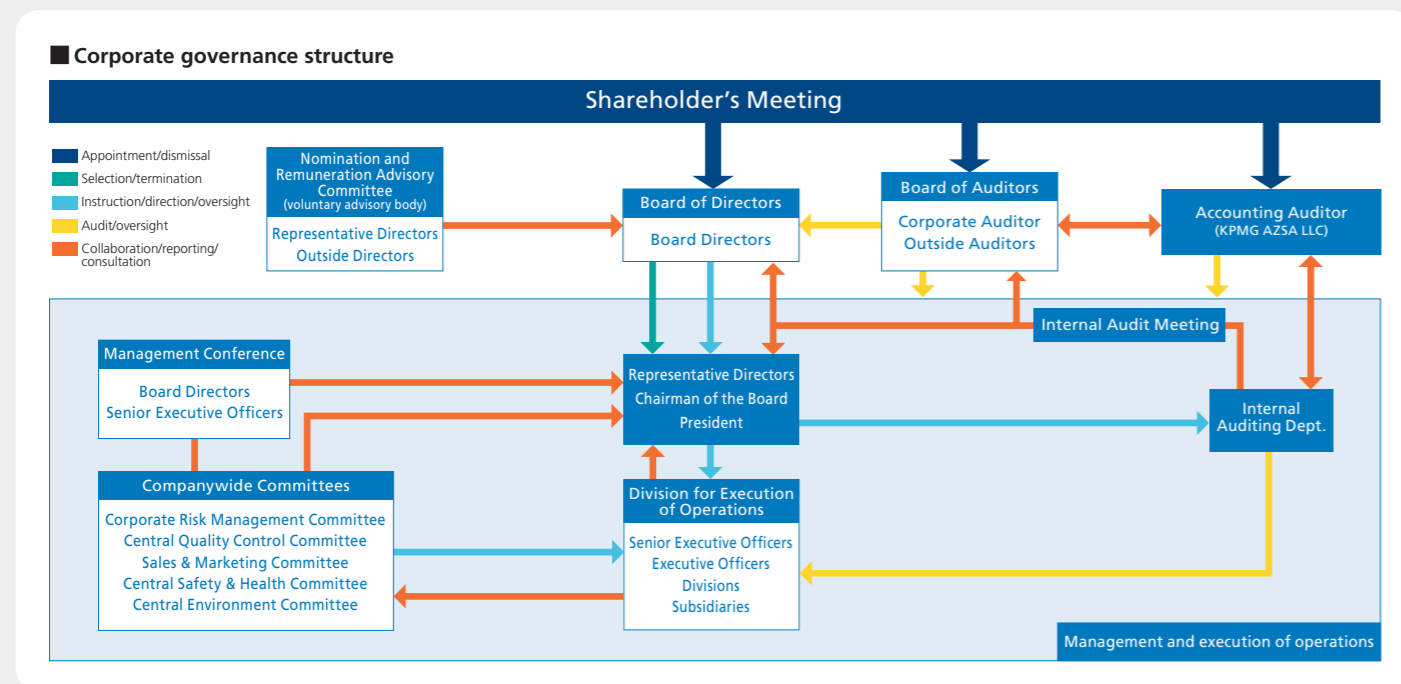 Corporate governance structure
Shareholder's Meeting
Appointment/dismissal
Selection/termination
Instruction/direction/oversight
Audit/oversight
Collaboration/reporting/
consultation
Nomination and
Remuneration Advisory
Committee
(voluntary advisory body)
Representative Directors
Outside Directors
Board of Directors
Board Directors
Board of Auditors
Corporate Auditor
Outside Auditors
Accounting Auditor
(KPMG AZSA LLC)
Internal Audit Meeting
Management Conference
Board Directors
Senior Executive Officers
Representative Directors
Chairman of the Board
President
Internal
Auditing Dept.
Companywide Committees
Corporate Risk Management Committee
Central Quality Control Committee
Sales & Marketing Committee
Central Safety & Health Committee
Central Environment Committee
Division for Execution
of Operations
Senior Executive Officers
Executive Officers
Divisions
Subsidiaries
Management and execution of operations